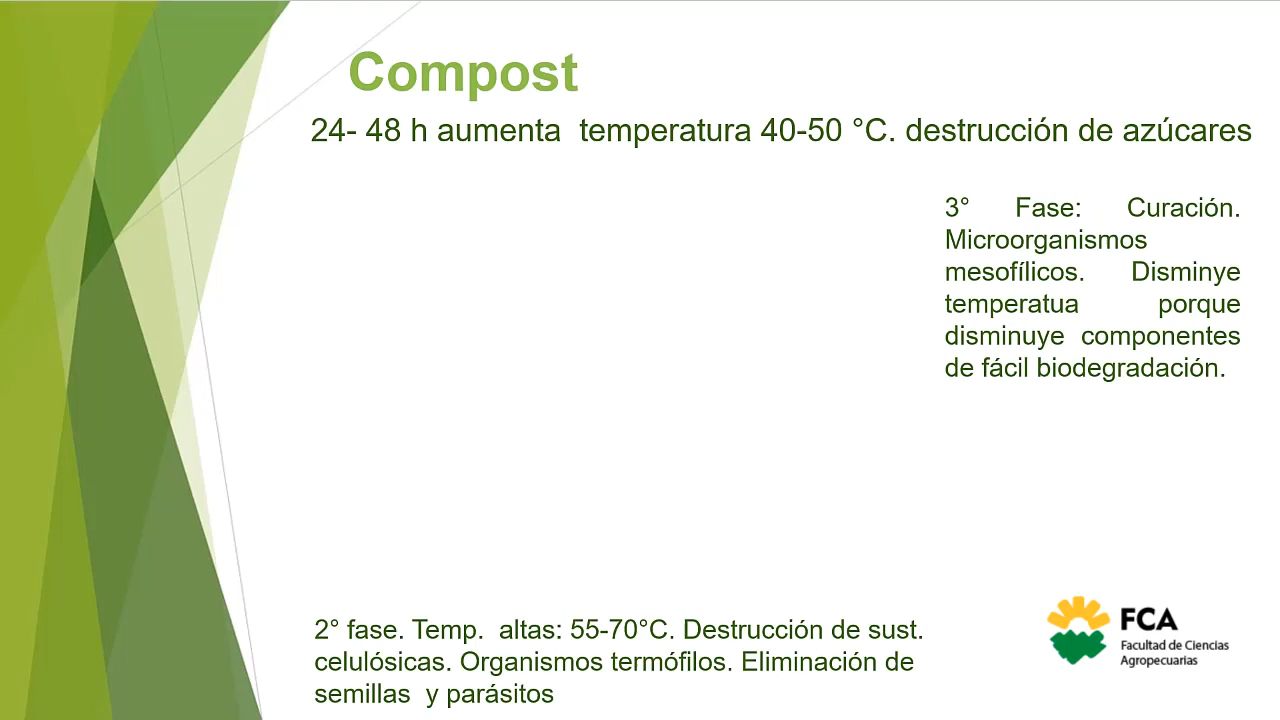 Compost
24- 48 h aumenta  temperatura 40-50 °C. destrucción de azúcares
3° Fase: Curación.
Microorganismos
mesofílicos. Disminye
temperatua porque
disminuye componentes
de fácil biodegradación.
2° fase. Temp.  altas: 55-70°C. Destrucción de sust.
celulósicas. Organismos termófilos. Eliminación de
semillas  y parásitos
FCA
Facultad de Ciencias
Agropecuarias